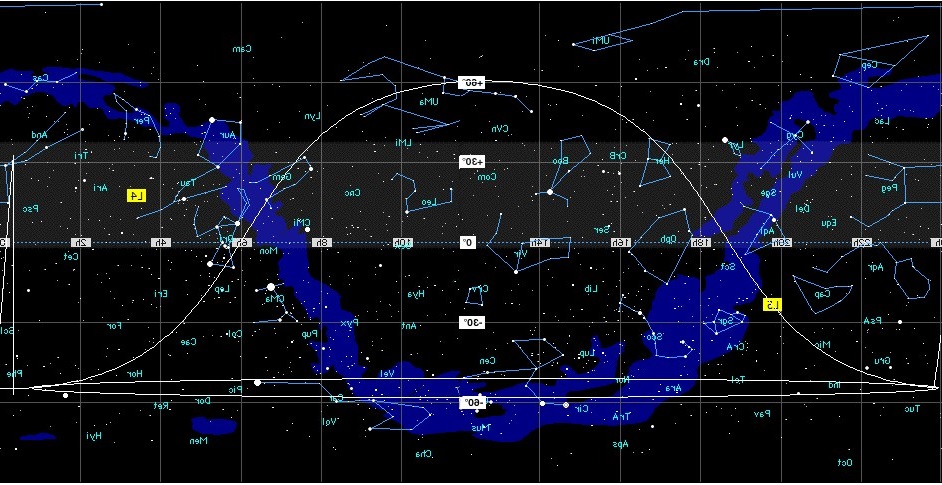 UMi
Cep
Cam
Dra
Cas
+60°
UMa
Lac
Per
Lyn
CVn
And
Aur
Cyg
LMi
Lyr
Tri
Boo
CrB
Her
+30°
Vul
Ari
Tau
Gem
Cnc
Com
Sge
Peg
L4
Leo
Psc
Del
CMi
Equ
Ser
Aql
Ori
Oph
0
2h
4h
6h
8h
10h
0°
14h
16h
18h
20h
22h
Cet
Mon
Vir
Sct
Aqr
Eri
Lep
CMa
Hya
Crv
Lib
Cap
L5
For
Pyx
Ant
-30°
Sgr
PsA
Scl
Cae
Col
Pup
Sco
CrA
Mic
Cen
Lup
Gru
Phe
Hor
Pic
Vel
Nor
Ara
Tel
Ind
Ret
Dor
Car
-60°
Cir
TrA
Pav
Tuc
Hyi
Men
Vol
Mus
Aps
Cha
Oct